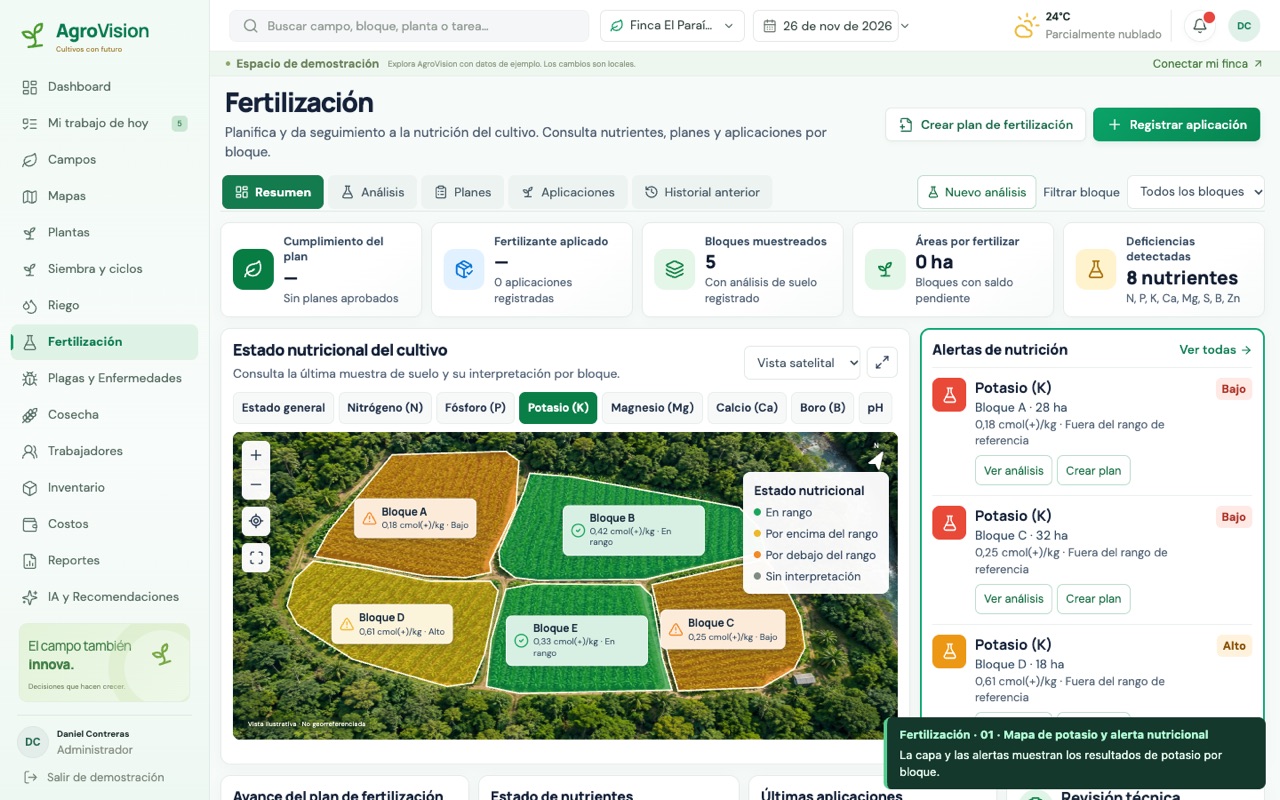 AgroVision
Cultivos con futuro
Dashboard
Mi trabajo de hoy
5
Campos
Mapas
Plantas
Siembra y ciclos
Riego
Fertilización
Plagas y Enfermedades
Cosecha
Trabajadores
Inventario
Costos
Reportes
IA y Recomendaciones
El campo también
innova.
Decisiones que hacen crecer.
DC
Daniel Contreras
Administrador
Salir de demostración
Buscar campo, bloque, planta o tarea...
Finca El Paraí...
26 de nov de 2026
24°C
Parcialmente nublado
DC
Espacio de demostración
Explora AgroVision con datos de ejemplo. Los cambios son locales.
Conectar mi finca
Fertilización
Planifica y da seguimiento a la nutrición del cultivo. Consulta nutrientes, planes y aplicaciones por
bloque.
Crear plan de fertilización
Registrar aplicación
Resumen
Análisis
Planes
Aplicaciones
Historial anterior
Nuevo análisis
Filtrar bloque
Todos los bloques
Cumplimiento del
plan
—
Sin planes aprobados
Fertilizante aplicado
—
0 aplicaciones
registradas
Bloques muestreados
5
Con análisis de suelo
registrado
Áreas por fertilizar
0 ha
Bloques con saldo
pendiente
Deficiencias
detectadas
8 nutrientes
N, P, K, Ca, Mg, S, B, Zn
Estado nutricional del cultivo
Consulta la última muestra de suelo y su interpretación por bloque.
Vista satelital
Estado general
Nitrógeno (N)
Fósforo (P)
Potasio (K)
Magnesio (Mg)
Calcio (Ca)
Boro (B)
pH
N
Bloque A
0,18 cmol(+)/kg · Bajo
Bloque B
0,42 cmol(+)/kg · En
rango
Estado nutricional
En rango
Por encima del rango
Por debajo del rango
Sin interpretación
Bloque D
0,61 cmol(+)/kg · Alto
Bloque E
0,33 cmol(+)/kg · En
rango
Bloque C
0,25 cmol(+)/kg · Bajo
Vista ilustrativa · No georreferenciada
Alertas de nutrición
Ver todas
Potasio (K)
Bajo
Bloque A · 28 ha
0,18 cmol(+)/kg · Fuera del rango de
referencia
Ver análisis
Crear plan
Potasio (K)
Bajo
Bloque C · 32 ha
0,25 cmol(+)/kg · Fuera del rango de
referencia
Ver análisis
Crear plan
Potasio (K)
Alto
Bloque D · 18 ha
0,61 cmol(+)/kg · Fuera del rango de
referencia
Fertilización · 01 · Mapa de potasio y alerta nutricional
La capa y las alertas muestran los resultados de potasio por
bloque.
Avance del plan de fertilización
Estado de nutrientes
Últimas aplicaciones
Revisión técnica